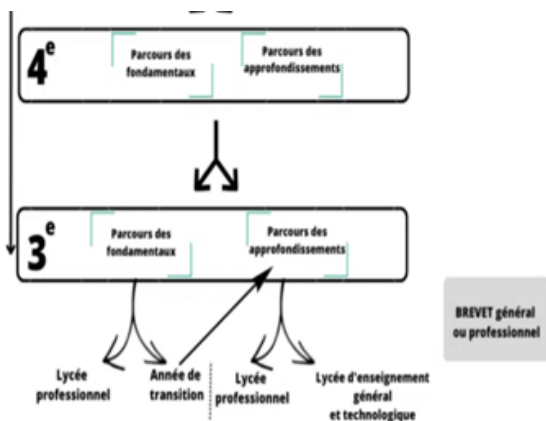 4e
Parcours des
fondamentaux
Parcours des
approfondissements
3e
Parcours des
fondamentaux
Parcours des
approfondissements
BREVET général
ou professionnel
Lycée
professionnel
Année de
transition
Lycée
professionnel
Lycée d'enseignement
général
et technologique